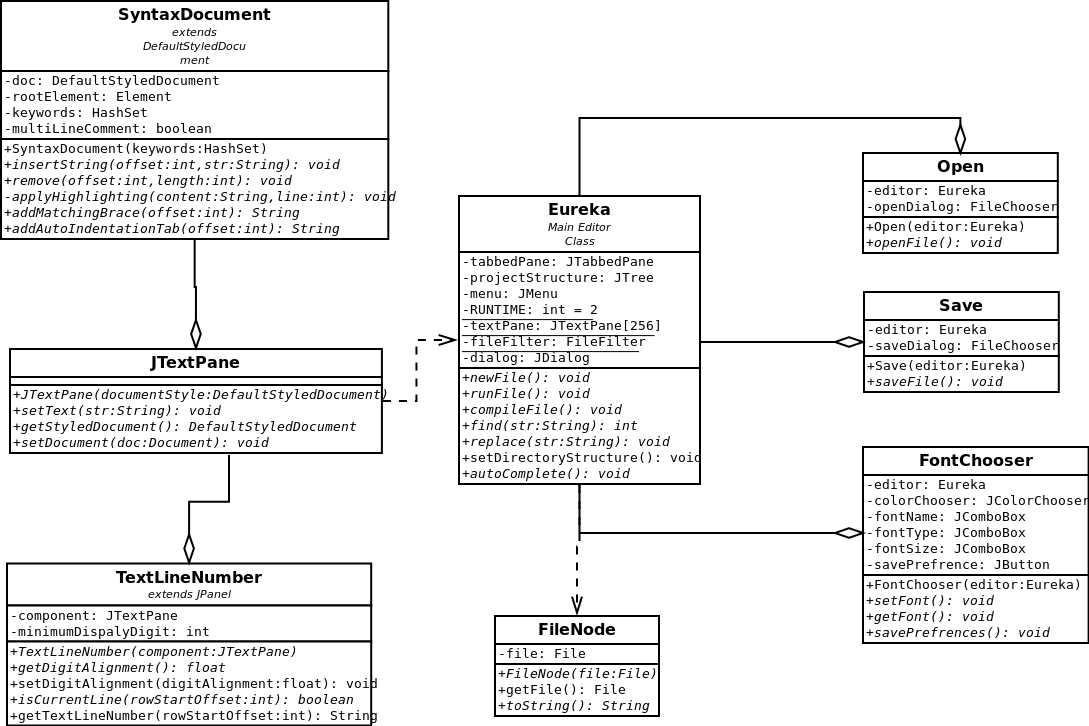 SyntaxDocument
extends
DefaultStyledDocu
ment
-doc: DefaultStyledDocument
-rootElement: Element
-keywords: HashSet
-multiLineComment: boolean
+SyntaxDocument(keywords:HashSet)
+insertString(offset:int,str:String): void
+remove(offset:int,length:int): void
-applyHighlighting(content:String,line:int): void
+addMatchingBrace(offset:int): String
+addAutoIndentationTab(offset:int): String
JTextPane
+JTextPane(documentStyle:DefaultStyledDocument)
+setText(str:String): void
+getStyledDocument(): DefaultStyledDocument
+setDocument(doc:Document): void
TextLineNumber
extends JPanel
-component: JTextPane
-minimumDispalyDigit: int
+TextLineNumber(component:JTextPane)
+getDigitAlignment(): float
+setDigitAlignment(digitAlignment:float): void
+isCurrentLine(rowStartOffset:int): boolean
+getTextLineNumber(rowStartOffset:int): String
Eureka
Main Editor
Class
-tabbedPane: JTabbedPane
-projectStructure: JTree
-menu: JMenu
-RUNTIME: int = 2
-textPane: JTextPane[256]
-fileFilter: FileFilter
-dialog: JDialog
+newFile(): void
+runFile(): void
+compileFile(): void
+find(str:String): int
+replace(str:String): void
+setDirectoryStructure(): void
+autoComplete(): void
FileNode
-file: File
+FileNode(file:File)
+getFile(): File
+toString(): String
Open
-editor: Eureka
-openDialog: FileChooser
+Open(editor:Eureka)
+openFile(): void
Save
-editor: Eureka
-saveDialog: FileChooser
+Save(editor:Eureka)
+saveFile(): void
FontChooser
-editor: Eureka
-colorChooser: JColorChooser
-fontName: JComboBox
-fontType: JComboBox
-fontSize: JComboBox
-savePrefrence: JButton
+FontChooser(editor:Eureka)
+setFont(): void
+getFont(): void
+savePrefrences(): void